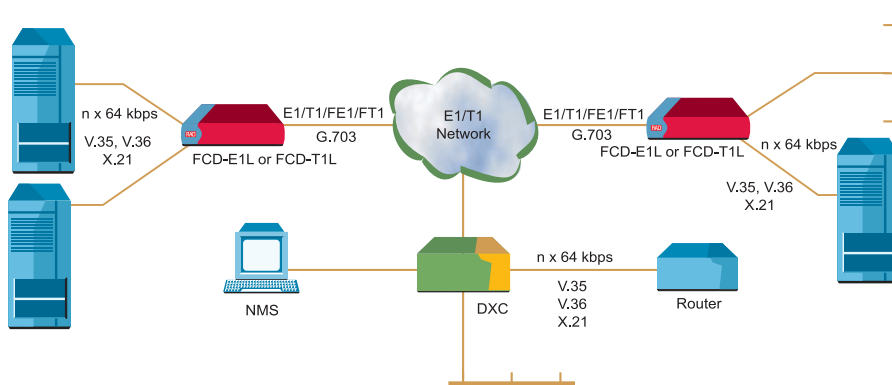 n x 64 kbps
V.35, V.36
X.21
RAD
FCD-E1L or FCD-T1L
E1/T1/FE1/FT1
G.703
E1/T1
Network
E1/T1/FE1/FT1
G.703
RAD
FCD-E1L or FCD-T1L
n x 64 kbps
V.35, V.36
X.21
NMS
DXC
n x 64 kbps
V.35
V.36
X.21
Router